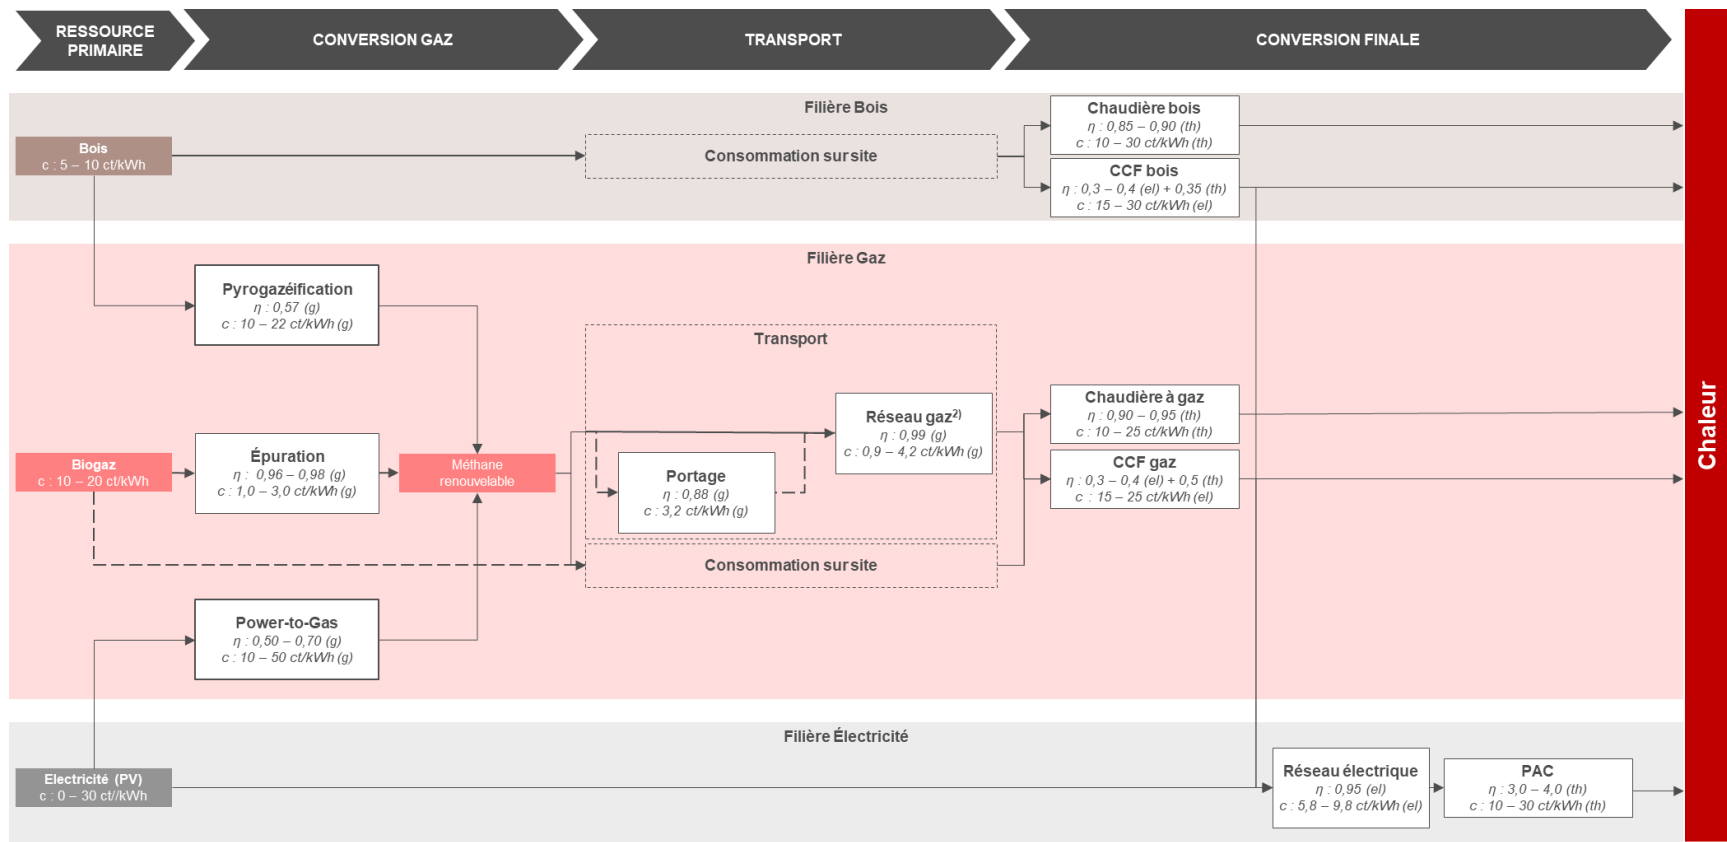 RESSOURCE
PRIMAIRE
CONVERSION GAZ
TRANSPORT
CONVERSION FINALE
Filière Bois
Bois
c : 5 – 10 ct/kWh
Consommation sur site
Chaudière bois
η : 0,85 – 0,90 (th)
c : 10 – 30 ct/kWh (th)
CCF bois
η : 0,3 – 0,4 (el) + 0,35 (th)
c : 15 – 30 ct/kWh (el)
Filière Gaz
Pyrogazéification
η : 0,57 (g)
c : 10 – 22 ct/kWh (g)
Transport
Réseau gaz²⁾
η : 0,99 (g)
c : 0,9 – 4,2 ct/kWh (g)
Chaudière à gaz
η : 0,90 – 0,95 (th)
c : 10 – 25 ct/kWh (th)
Biogaz
c : 10 – 20 ct/kWh
Épuration
η : 0,96 – 0,98 (g)
c : 1,0 – 3,0 ct/kWh (g)
Méthane
renouvelable
Portage
η : 0,88 (g)
c : 3,2 ct/kWh (g)
CCF gaz
η : 0,3 – 0,4 (el) + 0,5 (th)
c : 15 – 25 ct/kWh (el)
Consommation sur site
Power-to-Gas
η : 0,50 – 0,70 (g)
c : 10 – 50 ct/kWh (g)
Filière Électricité
Electricité (PV)
c : 0 – 30 ct//kWh
Réseau électrique
η : 0,95 (el)
c : 5,8 – 9,8 ct/kWh (el)
PAC
η : 3,0 – 4,0 (th)
c : 10 – 30 ct/kWh (th)
Chaleur